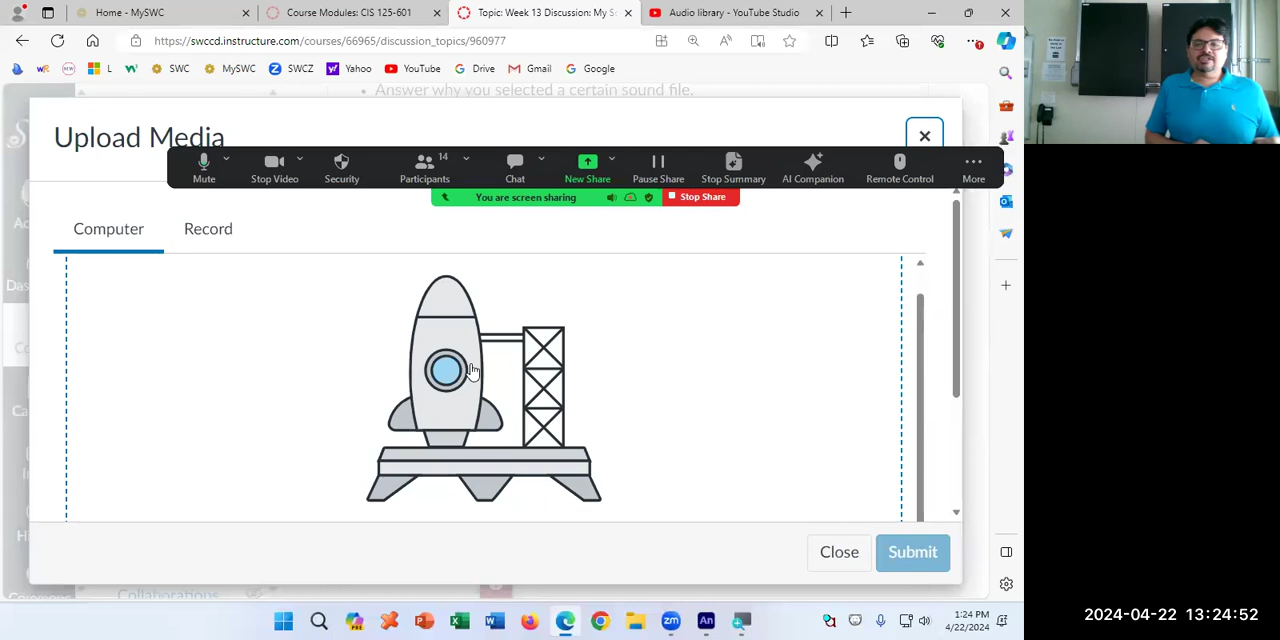 Home - MySWC
Course Modules: CIS 125-601
Topic: Week 13 Discussion: My S
Audio library - YouTube Studio
https://swccd.instructure.com/courses/66965/discussion_topics/960977
L
SWC
MySWC
SWCZ
Yahoo
YouTube
Drive
Gmail
Google
Answer why you selected a certain sound file.
Upload Media
Mute
Stop Video
Security
14
Participants
Chat
New Share
Pause Share
Stop Summary
AI Companion
Remote Control
More
You are screen sharing
Stop Share
Computer
Record
Close
Submit
Collaborations
1:24 PM
4/22/2024
2024-04-22 13:24:52